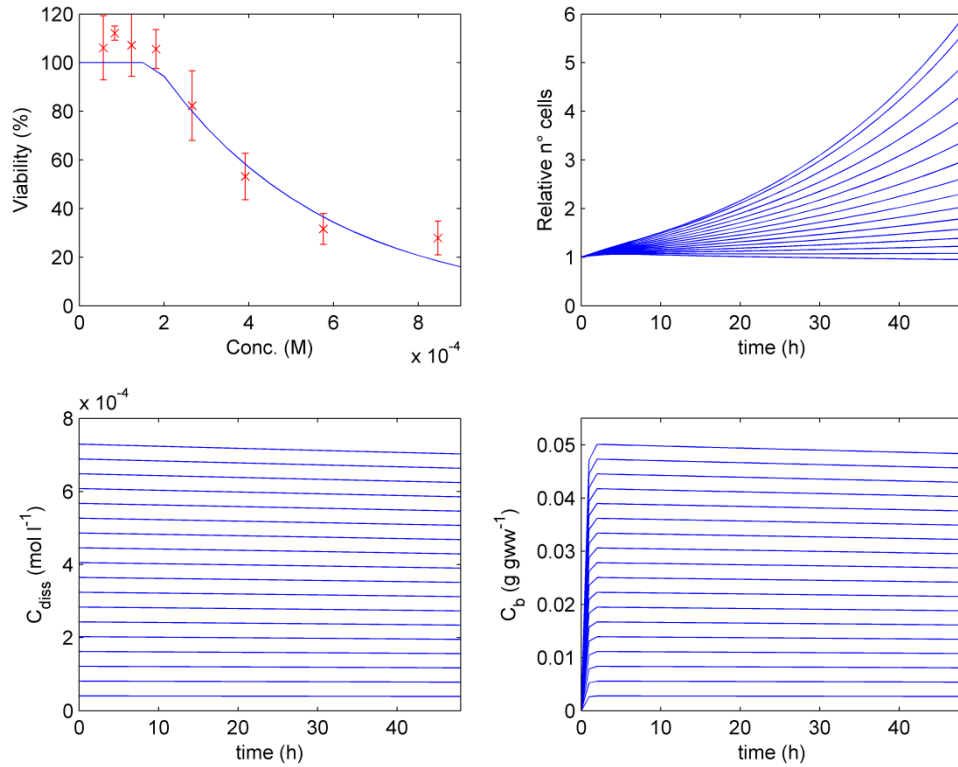 120
100
80
60
40
20
0
Viability (%)
0 2 4 6 8
Conc. (M)
x 10⁻⁴
6
5
4
3
2
1
0
Relative n° cells
0 10 20 30 40
time (h)
x 10⁻⁴
8
6
4
2
0
C_diss (mol l⁻¹)
0 10 20 30 40
time (h)
0.05
0.04
0.03
0.02
0.01
0
C_b (g gww⁻¹)
0 10 20 30 40
time (h)